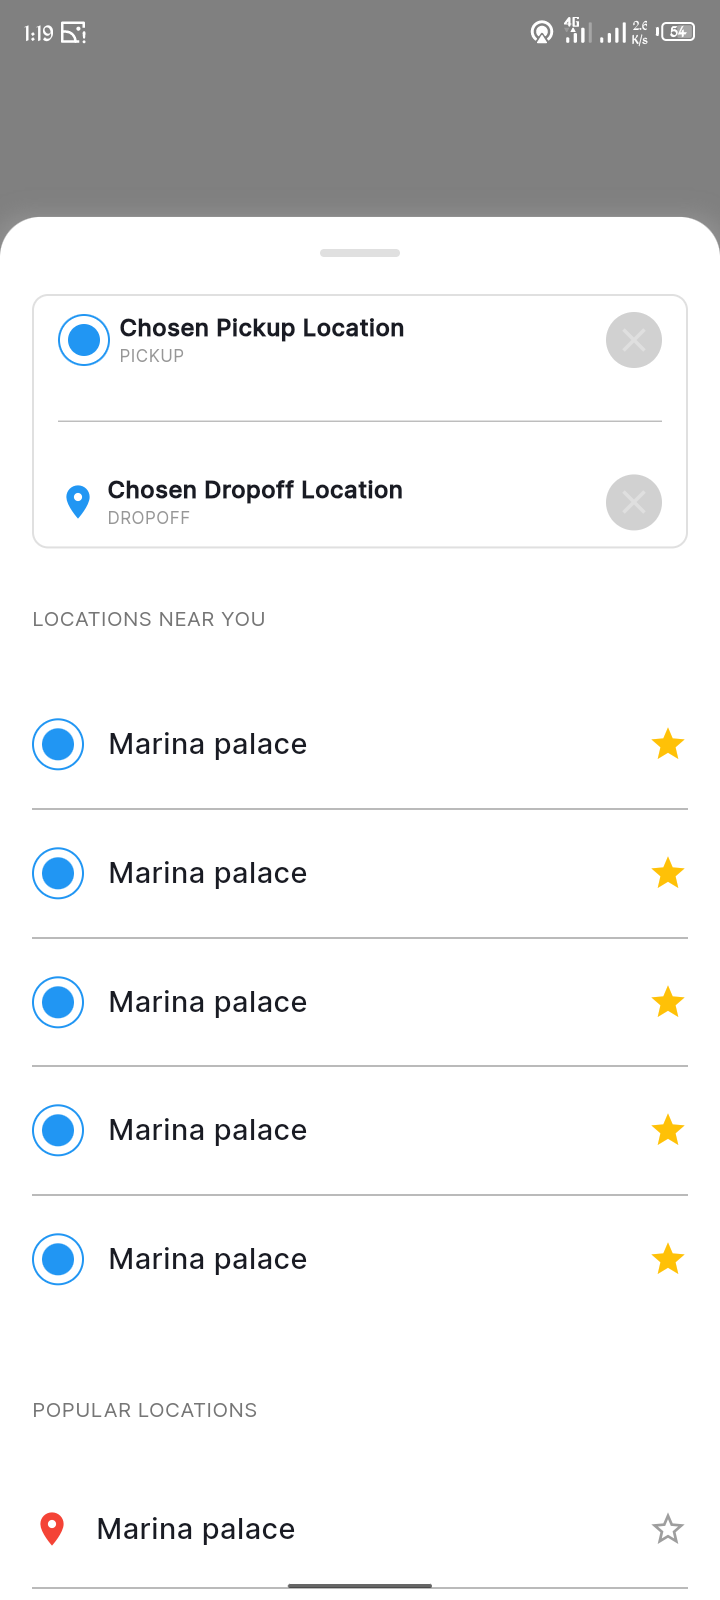 1:19
4G
2.6
K/s
54
Chosen Pickup Location
PICKUP
Chosen Dropoff Location
DROPOFF
LOCATIONS NEAR YOU
Marina palace
Marina palace
Marina palace
Marina palace
Marina palace
POPULAR LOCATIONS
Marina palace